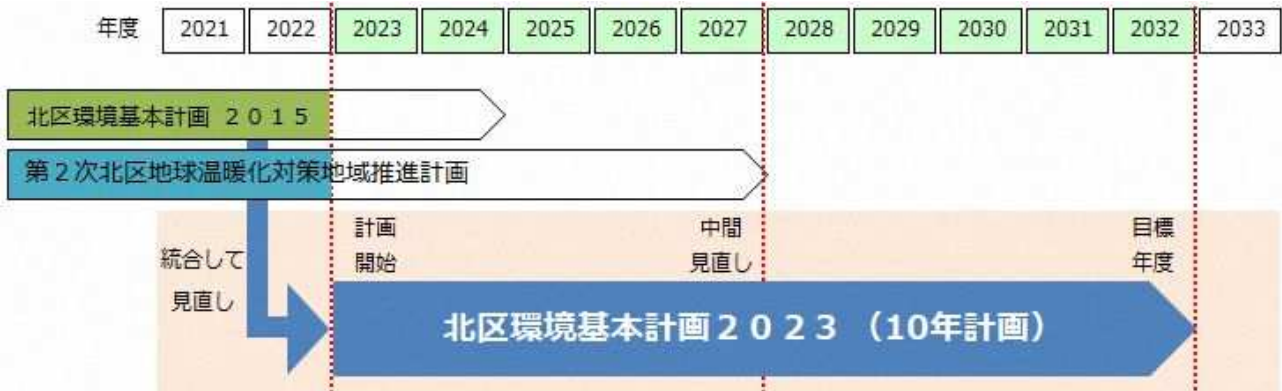 年度 2021 2022 2023 2024 2025 2026 2027 2028 2029 2030 2031 2032 2033
北区環境基本計画 2015
第2次北区地球温暖化対策地域推進計画
統合して
見直し
計画
開始
中間
見直し
目標
年度
北区環境基本計画2023 (10年計画)